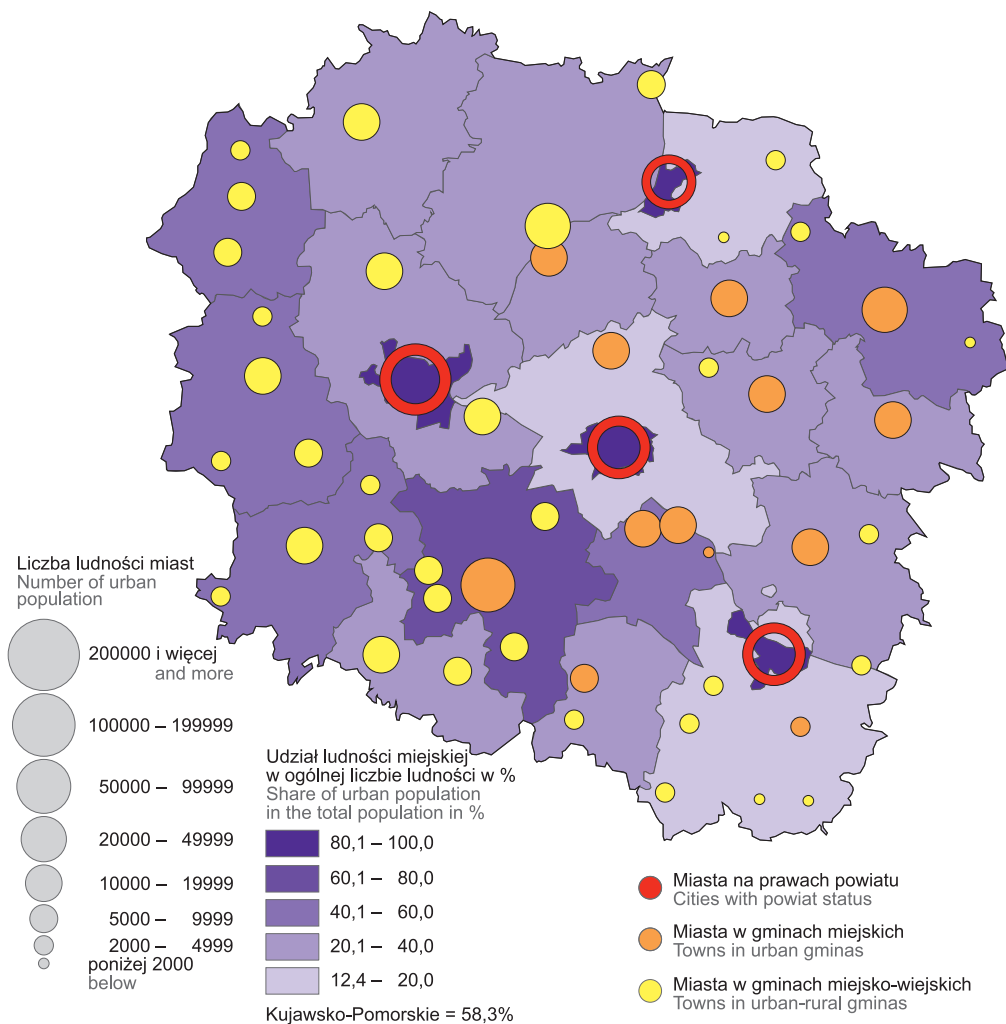 Liczba ludności miast
Number of urban
population
200000 i więcej
and more
100000 – 199999
50000 – 99999
20000 – 49999
10000 – 19999
5000 – 9999
2000 – 4999
poniżej 2000
below
Udział ludności miejskiej
w ogólnej liczbie ludności w %
Share of urban population
in the total population in %
80,1 – 100,0
60,1 – 80,0
40,1 – 60,0
20,1 – 40,0
12,4 – 20,0
Kujawsko-Pomorskie = 58,3%
Miasta na prawach powiatu
Cities with powiat status
Miasta w gminach miejskich
Towns in urban gminas
Miasta w gminach miejsko-wiejskich
Towns in urban-rural gminas